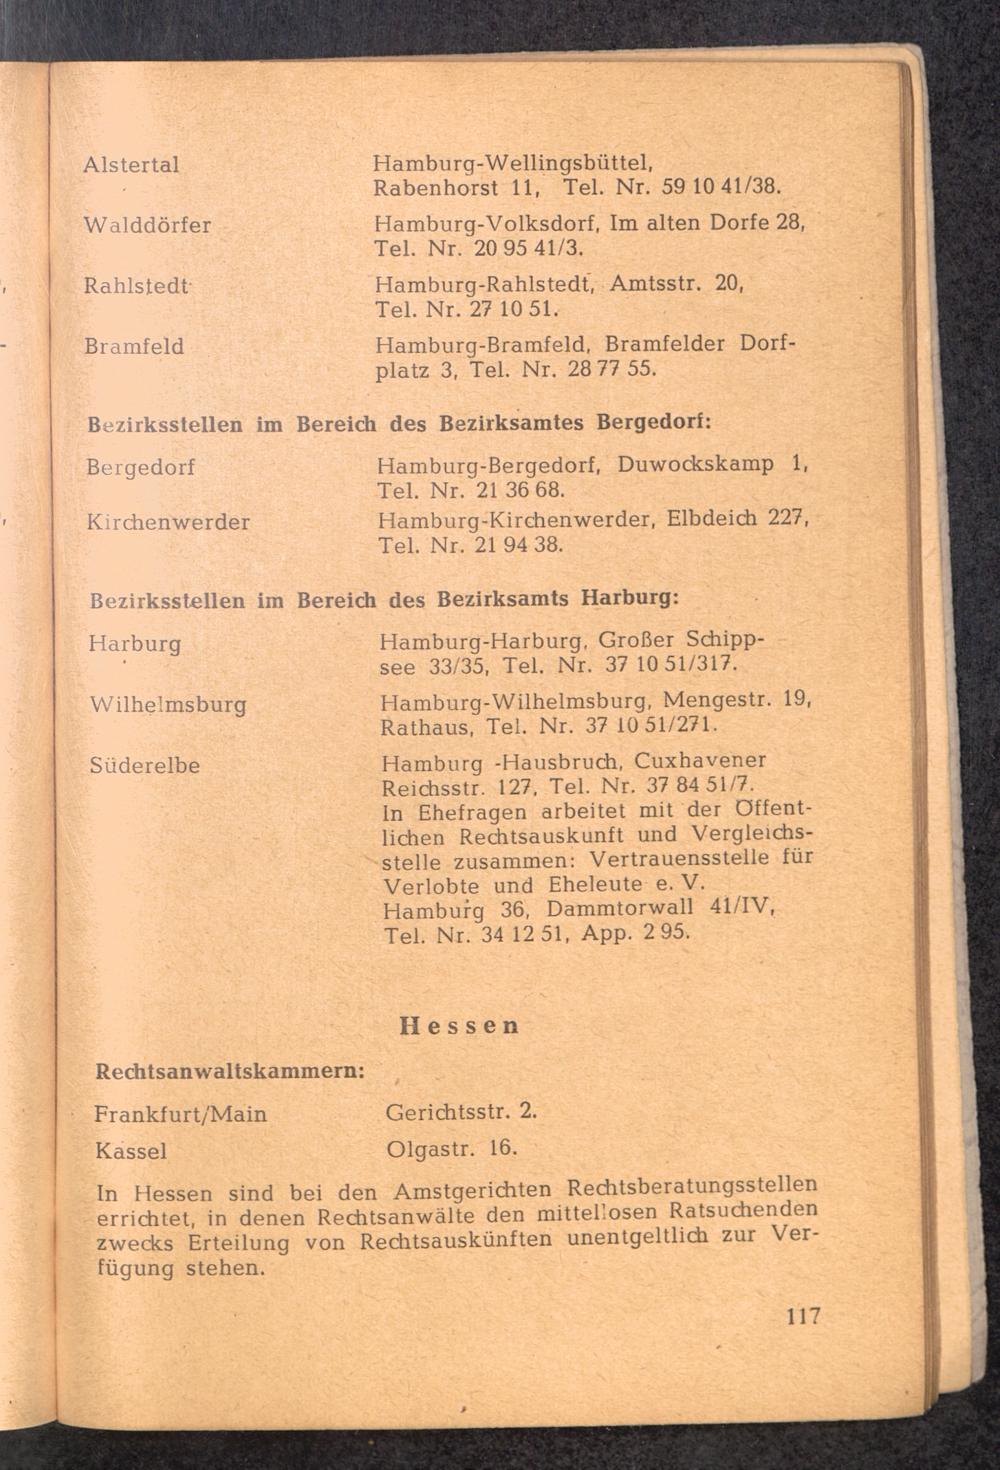 Alstertal Hamburg-Wellingsbüttel,
Rabenhorst 11, Tel. Nr. 59 10 41/38.
Walddörfer Hamburg-Volksdorf, Im alten Dorfe 28,
Tel. Nr. 20 95 41/3.
Rahlstedt Hamburg-Rahlstedt, Amtsstr. 20,
Tel. Nr. 27 10 51.
Bramfeld Hamburg-Bramfeld, Bramfelder Dorf-
platz 3, Tel. Nr. 28 77 55.
Bezirksstellen im Bereich des Bezirksamtes Bergedorf:
Bergedorf Hamburg-Bergedorf, Duwockskamp 1,
Tel. Nr. 21 36 68.
Kirchenwerder Hamburg-Kirchenwerder, Elbdeich 227,
Tel. Nr. 21 94 38.
Bezirksstellen im Bereich des Bezirksamts Harburg:
Harburg Hamburg-Harburg, Großer Schipp-
see 33/35, Tel. Nr. 37 10 51/317.
Wilhelmsburg Hamburg-Wilhelmsburg, Mengestr. 19,
Rathaus, Tel. Nr. 37 10 51/271.
Süderelbe Hamburg -Hausbruch, Cuxhavener
Reichsstr. 127, Tel. Nr. 37 84 51/7.
In Ehefragen arbeitet mit der Öffent-
lichen Rechtsauskunft und Vergleichs-
stelle zusammen: Vertrauensstelle für
Verlobte und Eheleute e. V.
Hamburg 36, Dammtorwall 41/IV,
Tel. Nr. 34 12 51, App. 2 95.
Hessen
Rechtsanwaltskammern:
Frankfurt/Main Gerichtsstr. 2.
Kassel Olgastr. 16.
In Hessen sind bei den Amstgerichten Rechtsberatungsstellen
errichtet, in denen Rechtsanwälte den mittellosen Ratsuchenden
zwecks Erteilung von Rechtsauskünften unentgeltlich zur Ver-
fügung stehen.
117